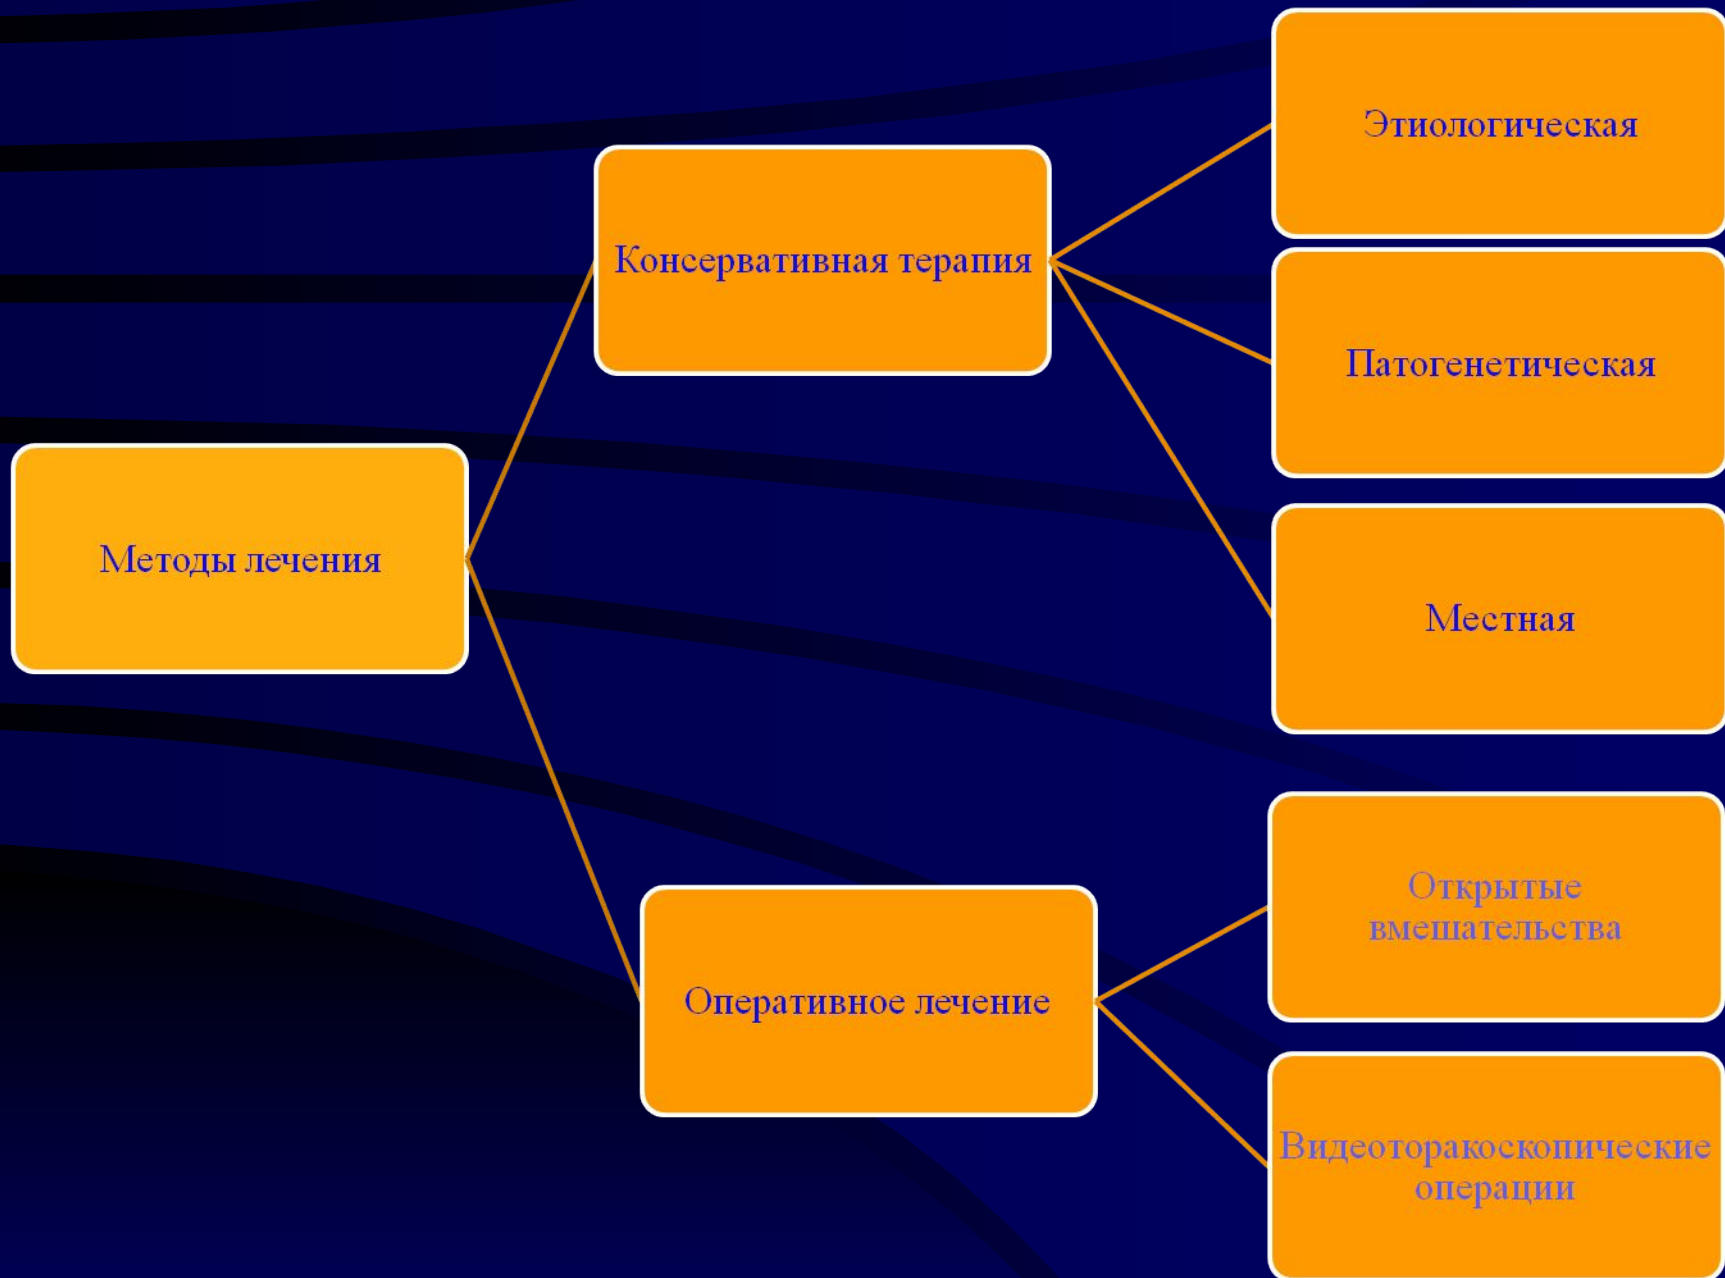 Методы лечения
Консервативная терапия
Этиологическая
Патогенетическая
Местная
Оперативное лечение
Открытые
вмешательства
Видеоторакоскопические
операции